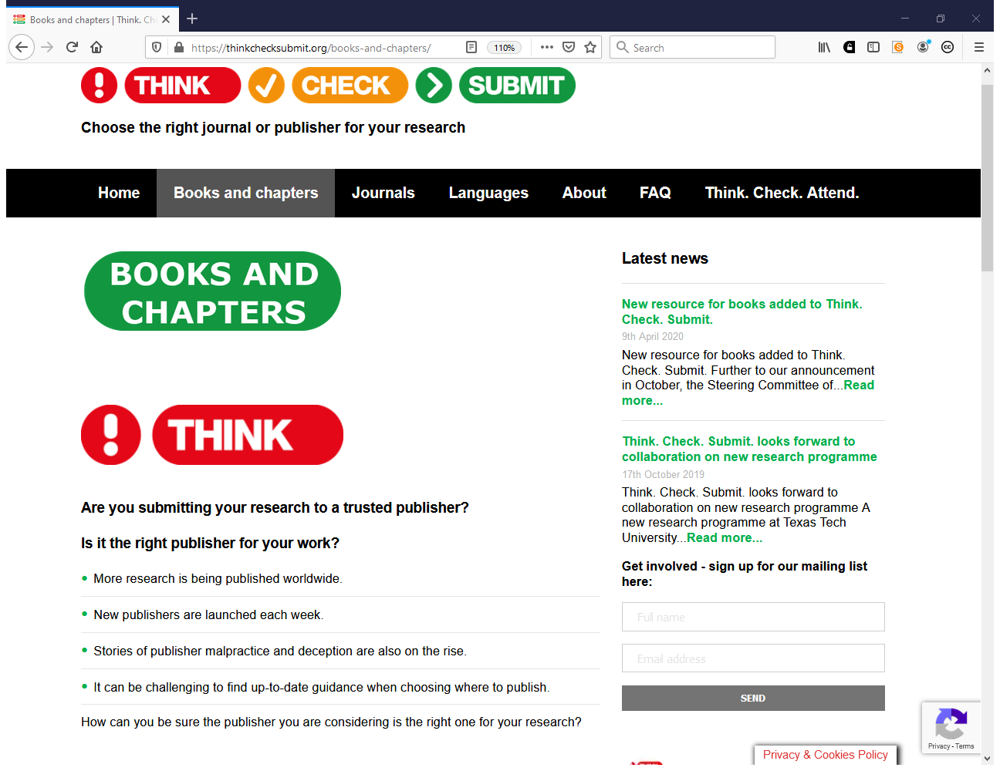 Books and chapters | Think. Ch
https://thinkchecksubmit.org/books-and-chapters/
110%
Search
THINK CHECK SUBMIT
Choose the right journal or publisher for your research
Home Books and chapters Journals Languages About FAQ Think. Check. Attend.
BOOKS AND
CHAPTERS
THINK
Are you submitting your research to a trusted publisher?
Is it the right publisher for your work?
• More research is being published worldwide.
• New publishers are launched each week.
• Stories of publisher malpractice and deception are also on the rise.
• It can be challenging to find up-to-date guidance when choosing where to publish.
How can you be sure the publisher you are considering is the right one for your research?
Latest news
New resource for books added to Think.
Check. Submit.
9th April 2020
New resource for books added to Think.
Check. Submit. Further to our announcement
in October, the Steering Committee of...Read
more...
Think. Check. Submit. looks forward to
collaboration on new research programme
17th October 2019
Think. Check. Submit. looks forward to
collaboration on new research programme A
new research programme at Texas Tech
University...Read more...
Get involved - sign up for our mailing list
here:
Full name
Email address
SEND
Privacy - Terms
Privacy & Cookies Policy